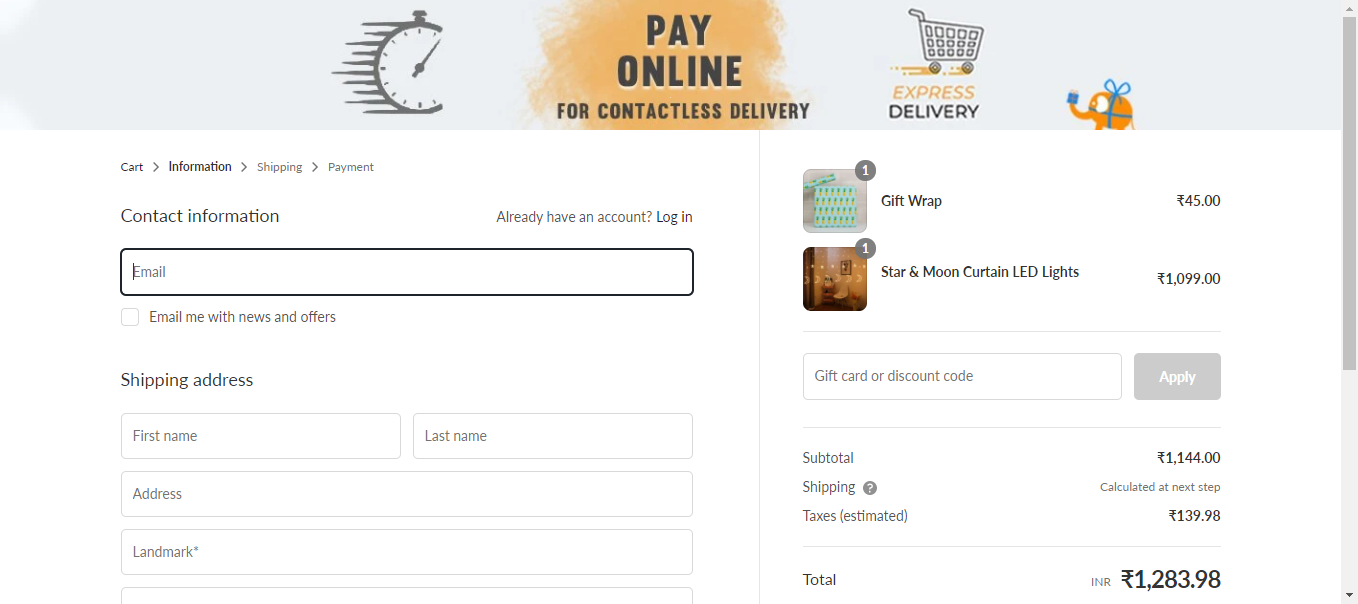 PAY
ONLINE
FOR CONTACTLESS DELIVERY
EXPRESS
DELIVERY
Cart > Information > Shipping > Payment
Contact information
Already have an account? Log in
Email
Email me with news and offers
Shipping address
First name
Last name
Address
Landmark*
1
Gift Wrap
₹45.00
1
Star & Moon Curtain LED Lights
₹1,099.00
Gift card or discount code
Apply
Subtotal
₹1,144.00
Shipping ?
Calculated at next step
Taxes (estimated)
₹139.98
Total
INR ₹1,283.98